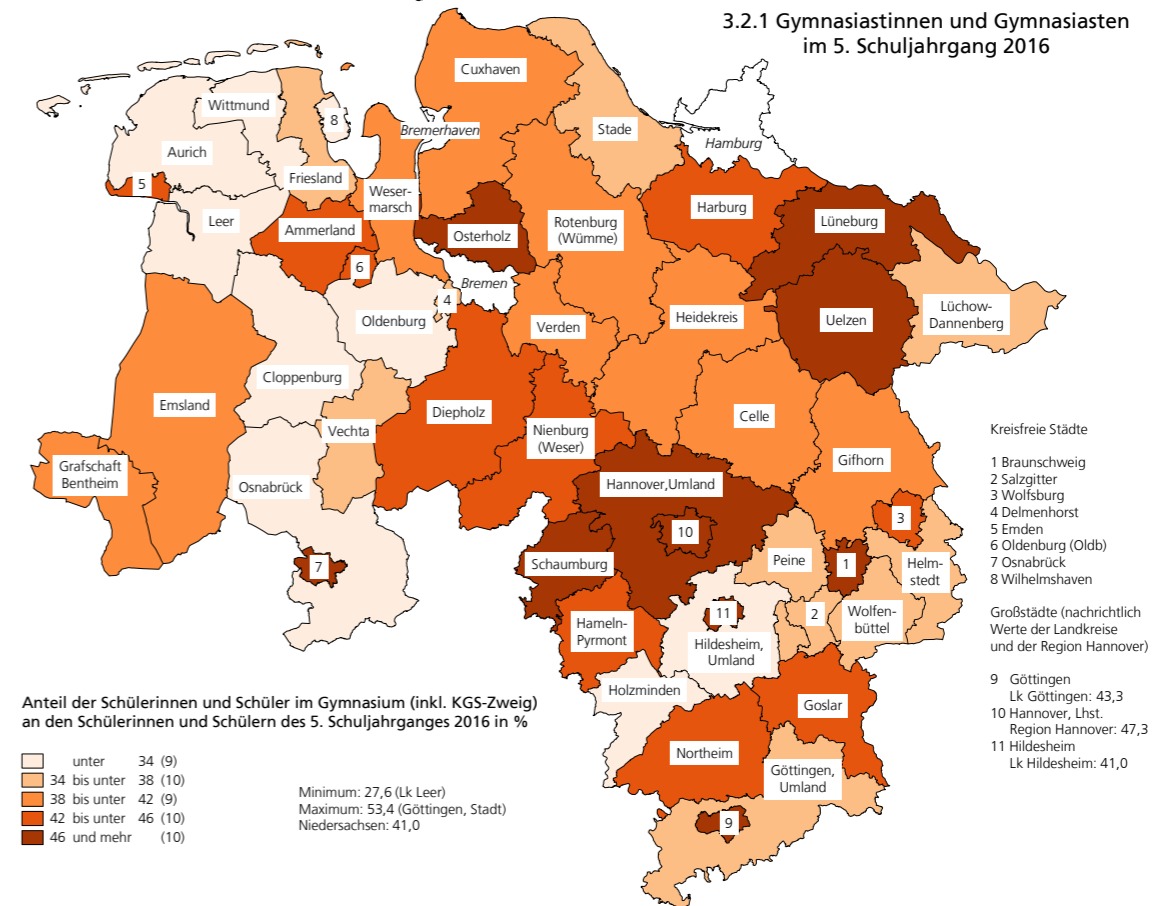 3.2.1 Gymnasiastinnen und Gymnasiasten
im 5. Schuljahrgang 2016
Cuxhaven
Wittmund
8
Bremerhaven
Stade
Hamburg
Aurich
5
Friesland
Weser-
marsch
Leer
Ammerland
Osterholz
Rotenburg
(Wümme)
Harburg
Lüneburg
6
Bremen
4
Oldenburg
Verden
Heidekreis
Uelzen
Lüchow-
Dannenberg
Cloppenburg
Emsland
Vechta
Diepholz
Nienburg
(Weser)
Celle
Gifhorn
Grafschaft
Bentheim
Osnabrück
Hannover,Umland
10
3
7
Schaumburg
Peine
1
Helm-
stedt
11
2
Wolfen-
büttel
Hameln-
Pyrmont
Hildesheim,
Umland
Holzminden
Goslar
Northeim
Göttingen,
Umland
9
Kreisfreie Städte
1 Braunschweig
2 Salzgitter
3 Wolfsburg
4 Delmenhorst
5 Emden
6 Oldenburg (Oldb)
7 Osnabrück
8 Wilhelmshaven
Großstädte (nachrichtlich
Werte der Landkreise
und der Region Hannover)
9 Göttingen
Lk Göttingen: 43,3
10 Hannover, Lhst.
Region Hannover: 47,3
11 Hildesheim
Lk Hildesheim: 41,0
Anteil der Schülerinnen und Schüler im Gymnasium (inkl. KGS-Zweig)
an den Schülerinnen und Schülern des 5. Schuljahrganges 2016 in %
unter 34 (9)
34 bis unter 38 (10)
38 bis unter 42 (9)
42 bis unter 46 (10)
46 und mehr (10)
Minimum: 27,6 (Lk Leer)
Maximum: 53,4 (Göttingen, Stadt)
Niedersachsen: 41,0